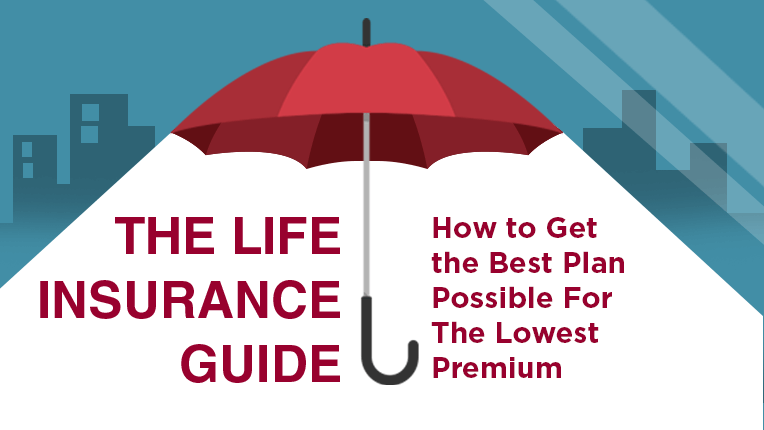 THE LIFE
INSURANCE
GUIDE
How to Get
the Best Plan
Possible For
The Lowest
Premium